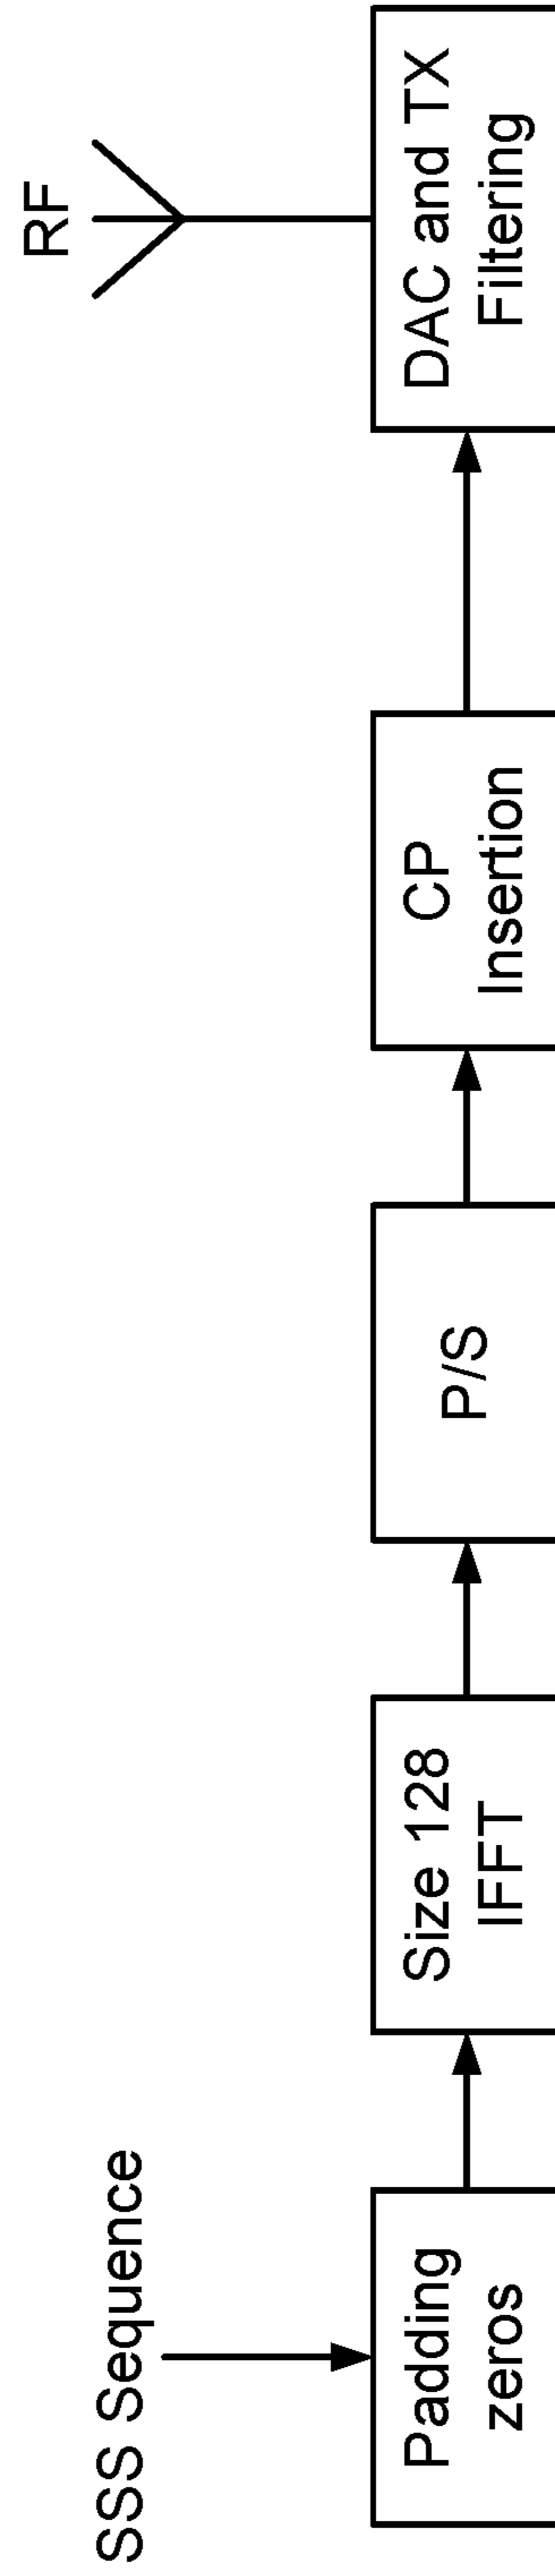 SSS Sequence
Padding
zeros
Size 128
IFFT
P/S
CP
Insertion
DAC and TX
Filtering
RF